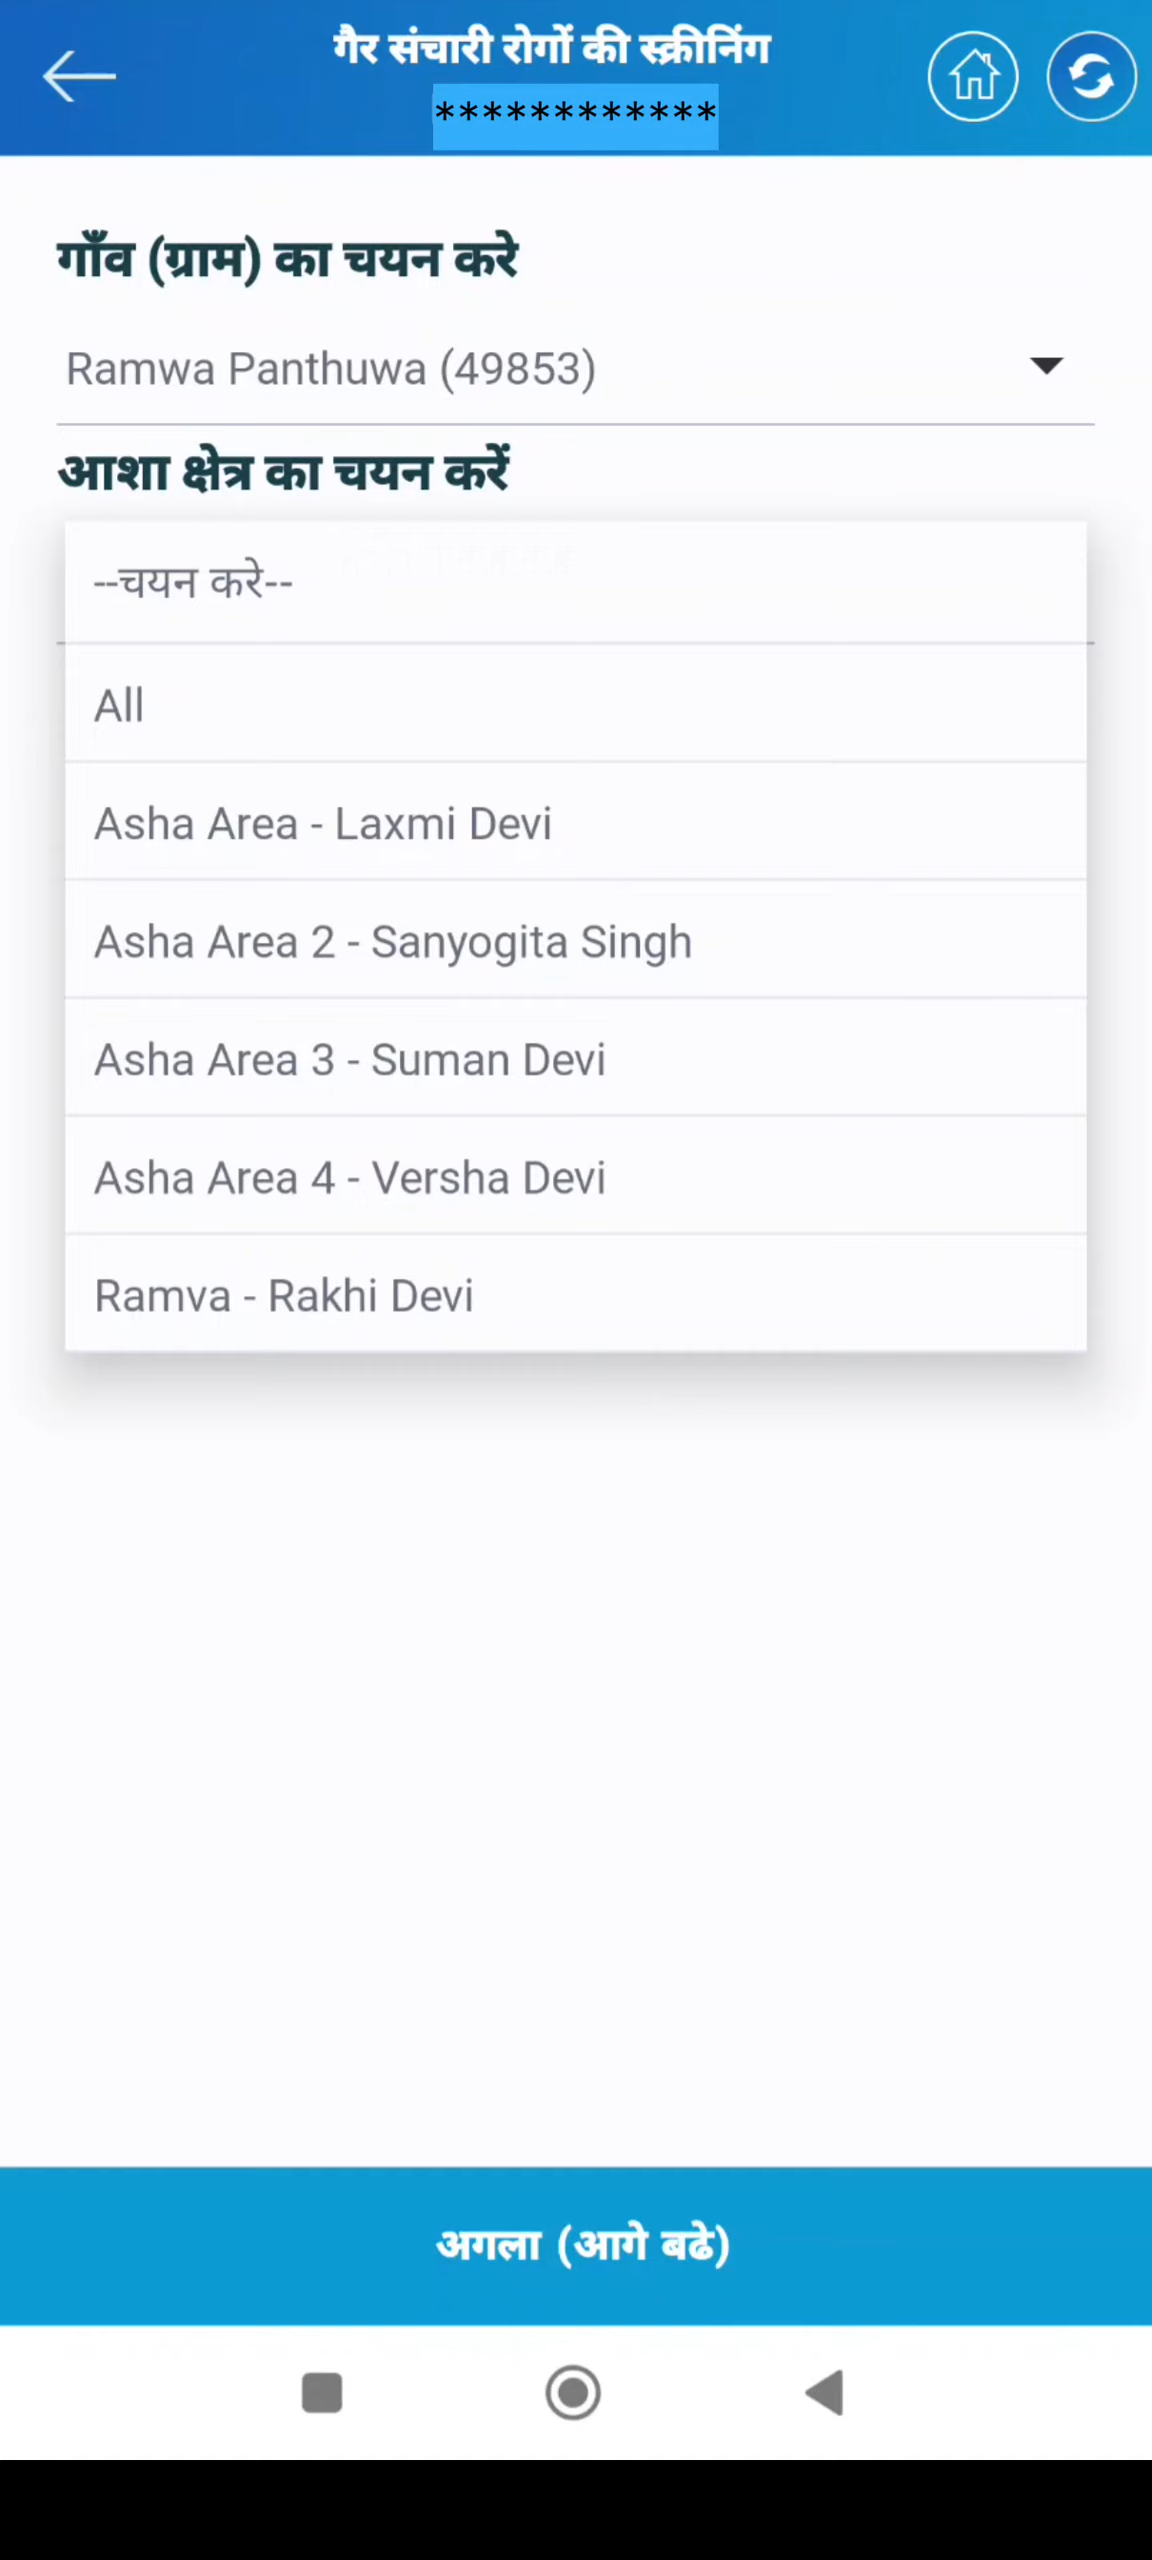 गैर संचारी रोगों की स्क्रीनिंग
************
गाँव (ग्राम) का चयन करे
Ramwa Panthuwa (49853)
आशा क्षेत्र का चयन करें
--चयन करे--
All
Asha Area - Laxmi Devi
Asha Area 2 - Sanyogita Singh
Asha Area 3 - Suman Devi
Asha Area 4 - Versha Devi
Ramva - Rakhi Devi
अगला (आगे बढे)